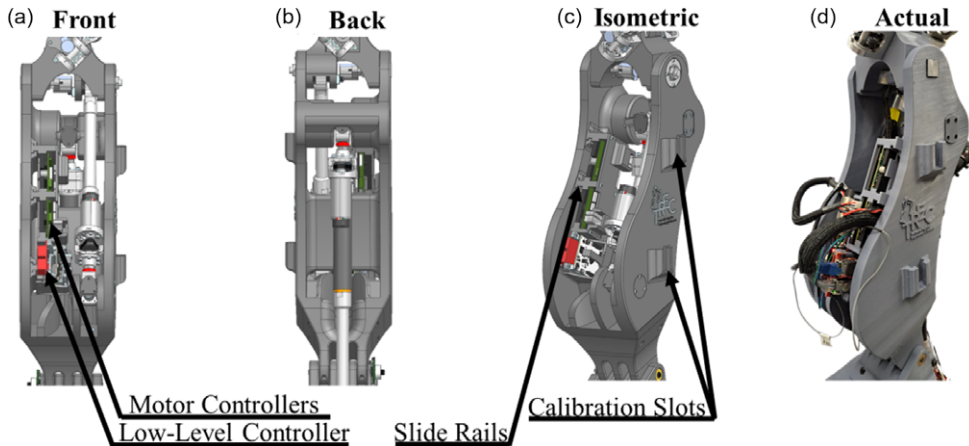 (a) Front
(b) Back
(c) Isometric
(d) Actual
Motor Controllers
Low-Level Controller
Slide Rails
Calibration Slots